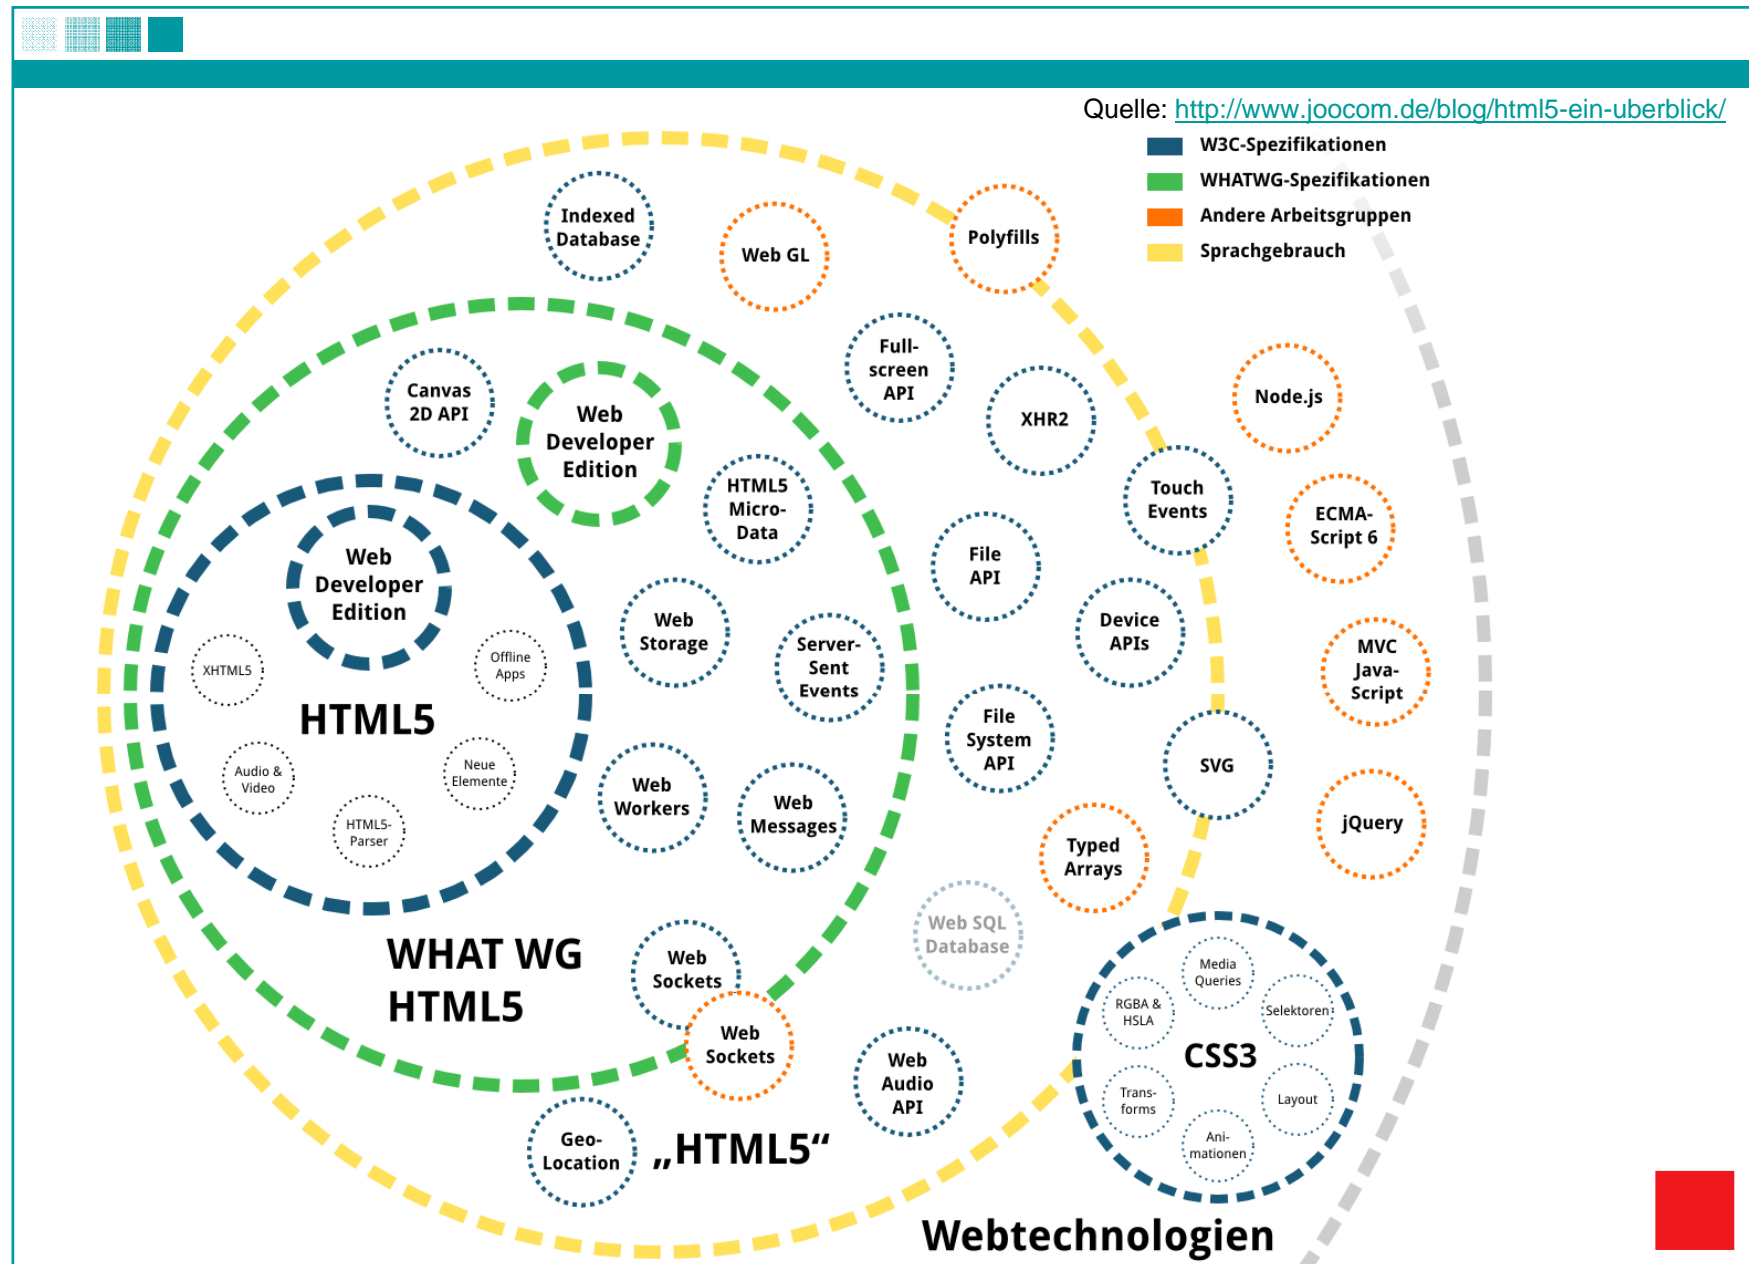 Quelle: http://www.joocom.de/blog/html5-ein-uberblick/
W3C-Spezifikationen
WHATWG-Spezifikationen
Andere Arbeitsgruppen
Sprachgebrauch
Indexed
Database
Web GL
Polyfills
Full-
screen
API
XHR2
Node.js
Canvas
2D API
Web
Developer
Edition
HTML5
Micro-
Data
Touch
Events
ECMA-
Script 6
File
API
Web
Developer
Edition
Web
Storage
Server-
Sent
Events
Device
APIs
MVC
Java-
Script
XHTML5
Offline
Apps
HTML5
File
System
API
SVG
Audio &
Video
Neue
Elemente
HTML5-
Parser
Web
Workers
Web
Messages
Typed
Arrays
jQuery
WHAT WG
HTML5
Web
Sockets
Web
Sockets
Web SQL
Database
Media
Queries
RGBA &
HSLA
Selektoren
CSS3
Trans-
forms
Layout
Ani-
mationen
Web
Audio
API
Geo-
Location
„HTML5“
Webtechnologien